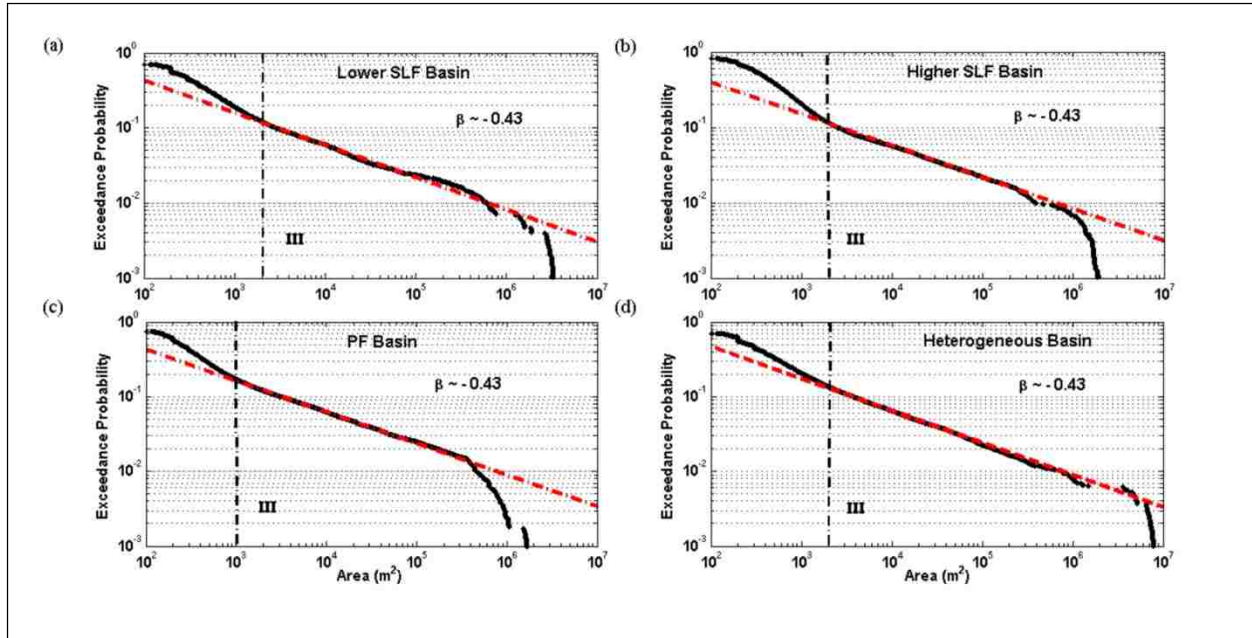 (a)
Exceedance Probability
10^0
10^-1
10^-2
10^-3
Lower SLF Basin
β ~ - 0.43
III
10^2 10^3 10^4 10^5 10^6 10^7
(b)
Exceedance Probability
10^0
10^-1
10^-2
10^-3
Higher SLF Basin
β ~ - 0.43
III
10^2 10^3 10^4 10^5 10^6 10^7
(c)
Exceedance Probability
10^0
10^-1
10^-2
10^-3
PF Basin
β ~ - 0.43
III
10^2 10^3 10^4 10^5 10^6 10^7
Area (m^2)
(d)
Exceedance Probability
10^0
10^-1
10^-2
10^-3
Heterogeneous Basin
β ~ - 0.43
III
10^2 10^3 10^4 10^5 10^6 10^7
Area (m^2)